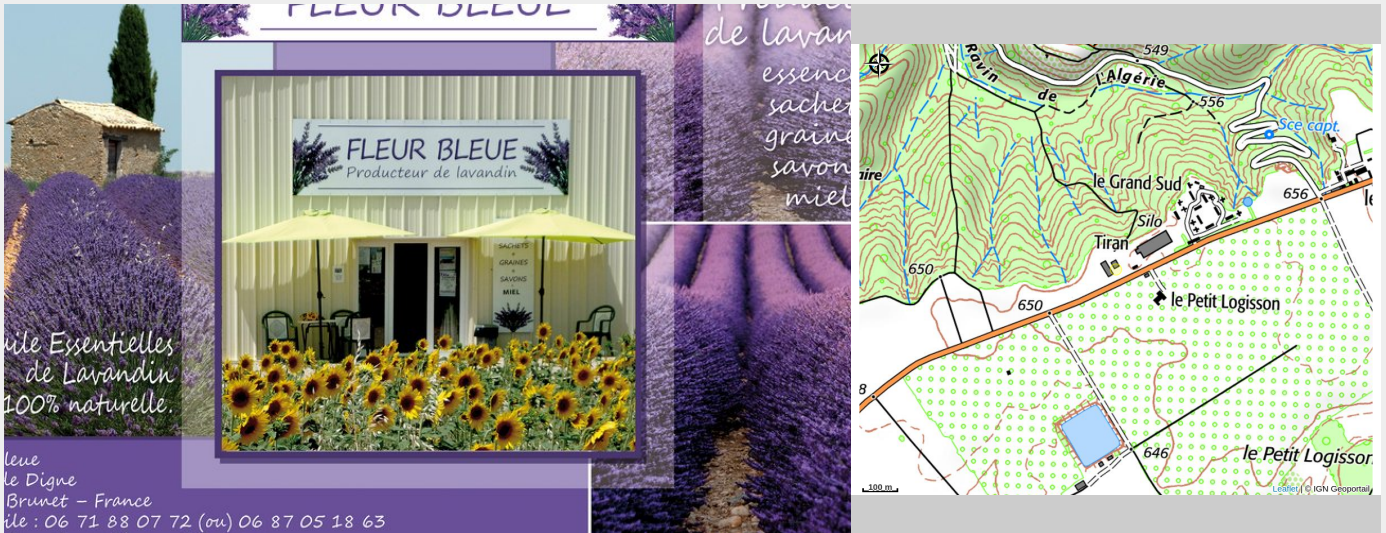 FLEUR BLEUE
de lavan
essenc
sachet
graine
savon
miel
FLEUR BLEUE
Producteur de lavandin
SACHETS
GRAINES
SAVONS
MIEL
uile Essentielles
de Lavandin
100% naturelle.
leue
le Digne
Brunet – France
ile : 06 71 88 07 72 (ou) 06 87 05 18 63
549
Ravin de l'Algérie
556
Sce capt.
aire
le Grand Sud
656
le
Silo
Tiran
650
650
le Petit Logisson
8
646
le Petit Logisson
100 m
Leaflet | © IGN Geoportail